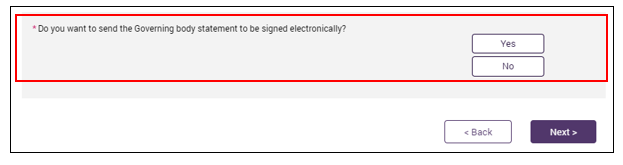 * Do you want to send the Governing body statement to be signed electronically?
Yes
No
< Back
Next >